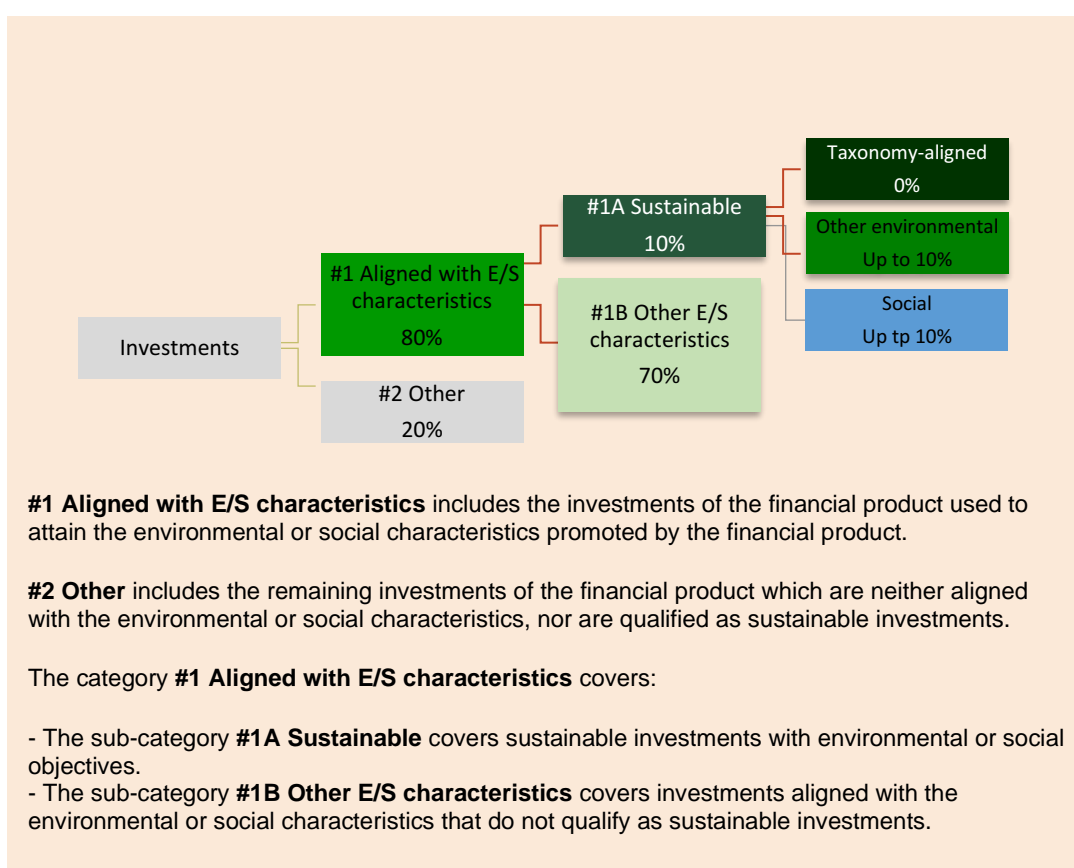 Investments
#1 Aligned with E/S
characteristics
80%
#2 Other
20%
#1A Sustainable
10%
#1B Other E/S
characteristics
70%
Taxonomy-aligned
0%
Other environmental
Up to 10%
Social
Up tp 10%
#1 Aligned with E/S characteristics includes the investments of the financial product used to
attain the environmental or social characteristics promoted by the financial product.
#2 Other includes the remaining investments of the financial product which are neither aligned
with the environmental or social characteristics, nor are qualified as sustainable investments.
The category #1 Aligned with E/S characteristics covers:
- The sub-category #1A Sustainable covers sustainable investments with environmental or social
objectives.
- The sub-category #1B Other E/S characteristics covers investments aligned with the
environmental or social characteristics that do not qualify as sustainable investments.